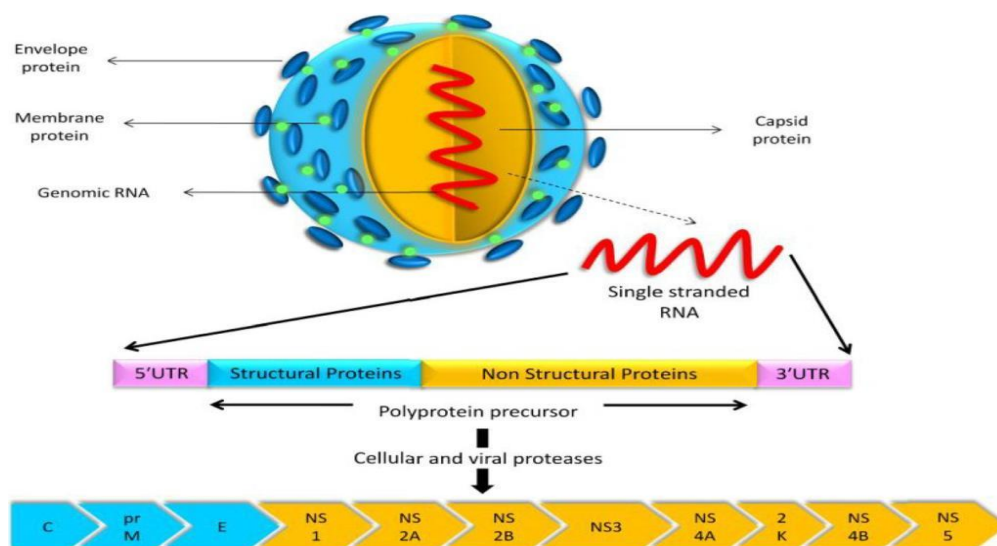 Envelope
protein
Membrane
protein
Genomic RNA
Capsid
protein
Single stranded
RNA
5'UTR
Structural Proteins
Non Structural Proteins
3'UTR
Polyprotein precursor
Cellular and viral proteases
C
pr
M
E
NS
1
NS
2A
NS
2B
NS3
NS
4A
2
K
NS
4B
NS
5